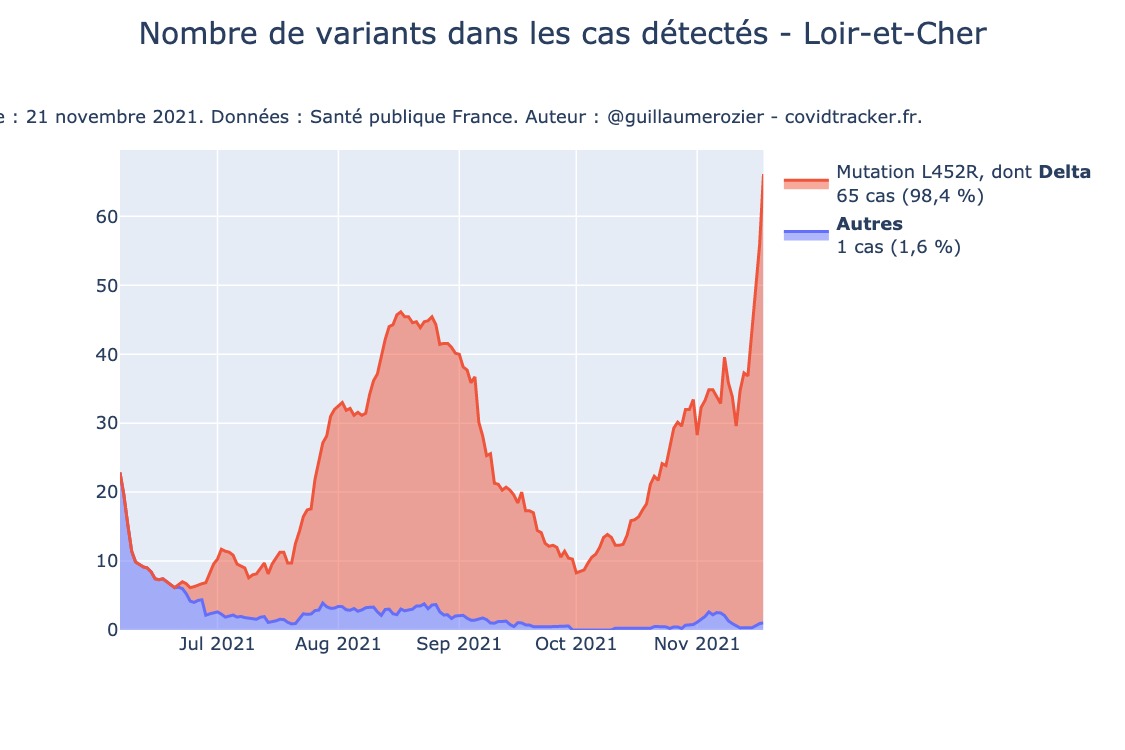 Nombre de variants dans les cas détectés - Loir-et-Cher
: 21 novembre 2021. Données : Santé publique France. Auteur : @guillaumerozier - covidtracker.fr.
Mutation L452R, dont Delta
65 cas (98,4 %)
Autres
1 cas (1,6 %)
60
50
40
30
20
10
0
Jul 2021 Aug 2021 Sep 2021 Oct 2021 Nov 2021